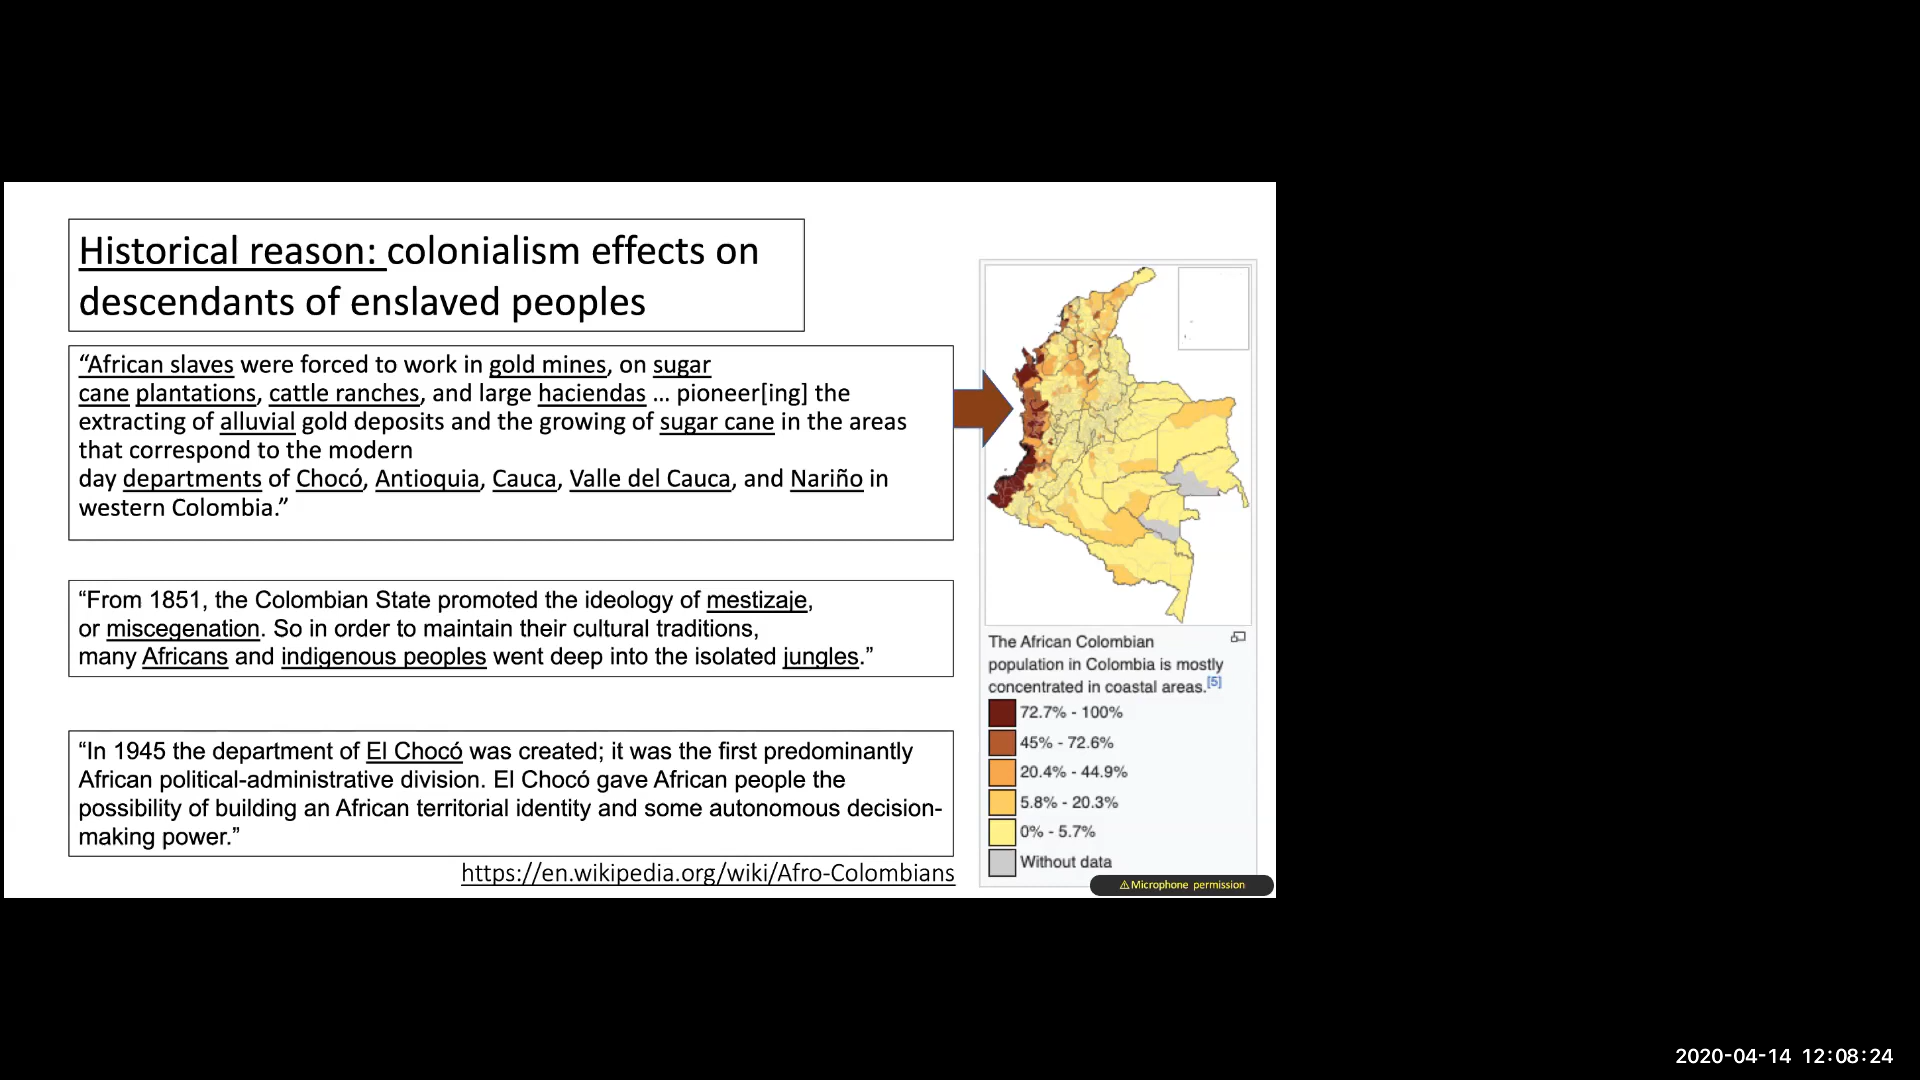 Historical reason: colonialism effects on
descendants of enslaved peoples
“African slaves were forced to work in gold mines, on sugar
cane plantations, cattle ranches, and large haciendas ... pioneer[ing] the
extracting of alluvial gold deposits and the growing of sugar cane in the areas
that correspond to the modern
day departments of Chocó, Antioquia, Cauca, Valle del Cauca, and Nariño in
western Colombia.”
“From 1851, the Colombian State promoted the ideology of mestizaje,
or miscegenation. So in order to maintain their cultural traditions,
many Africans and indigenous peoples went deep into the isolated jungles.”
“In 1945 the department of El Chocó was created; it was the first predominantly
African political-administrative division. El Chocó gave African people the
possibility of building an African territorial identity and some autonomous decision-
making power.”
https://en.wikipedia.org/wiki/Afro-Colombians
The African Colombian
population in Colombia is mostly
concentrated in coastal areas.[5]
72.7% - 100%
45% - 72.6%
20.4% - 44.9%
5.8% - 20.3%
0% - 5.7%
Without data
⚠Microphone permission
2020-04-14 12:08:24